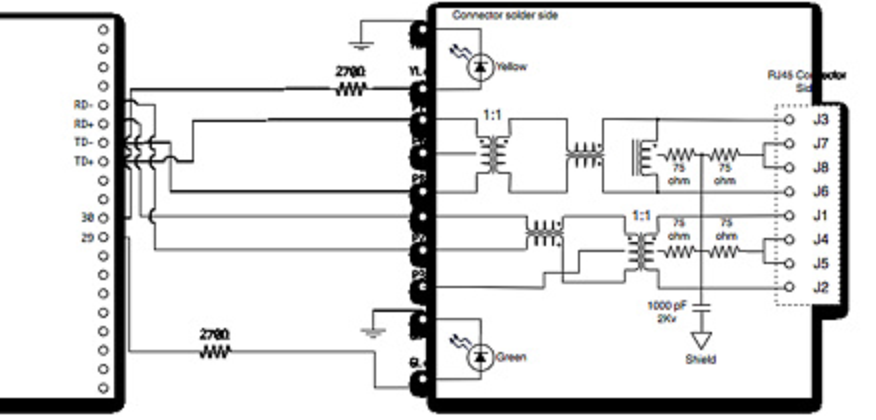 Connector solder side
Yellow
270Ω
YL+
RJ45 Connector
Side
RD-
RD+
TD-
TD+
30
29
1:1
75
ohm
75
ohm
J3
J7
J8
J6
J1
J4
J5
J2
1:1
75
ohm
75
ohm
1000 pF
2Kv
Shield
270Ω
Green
GL+